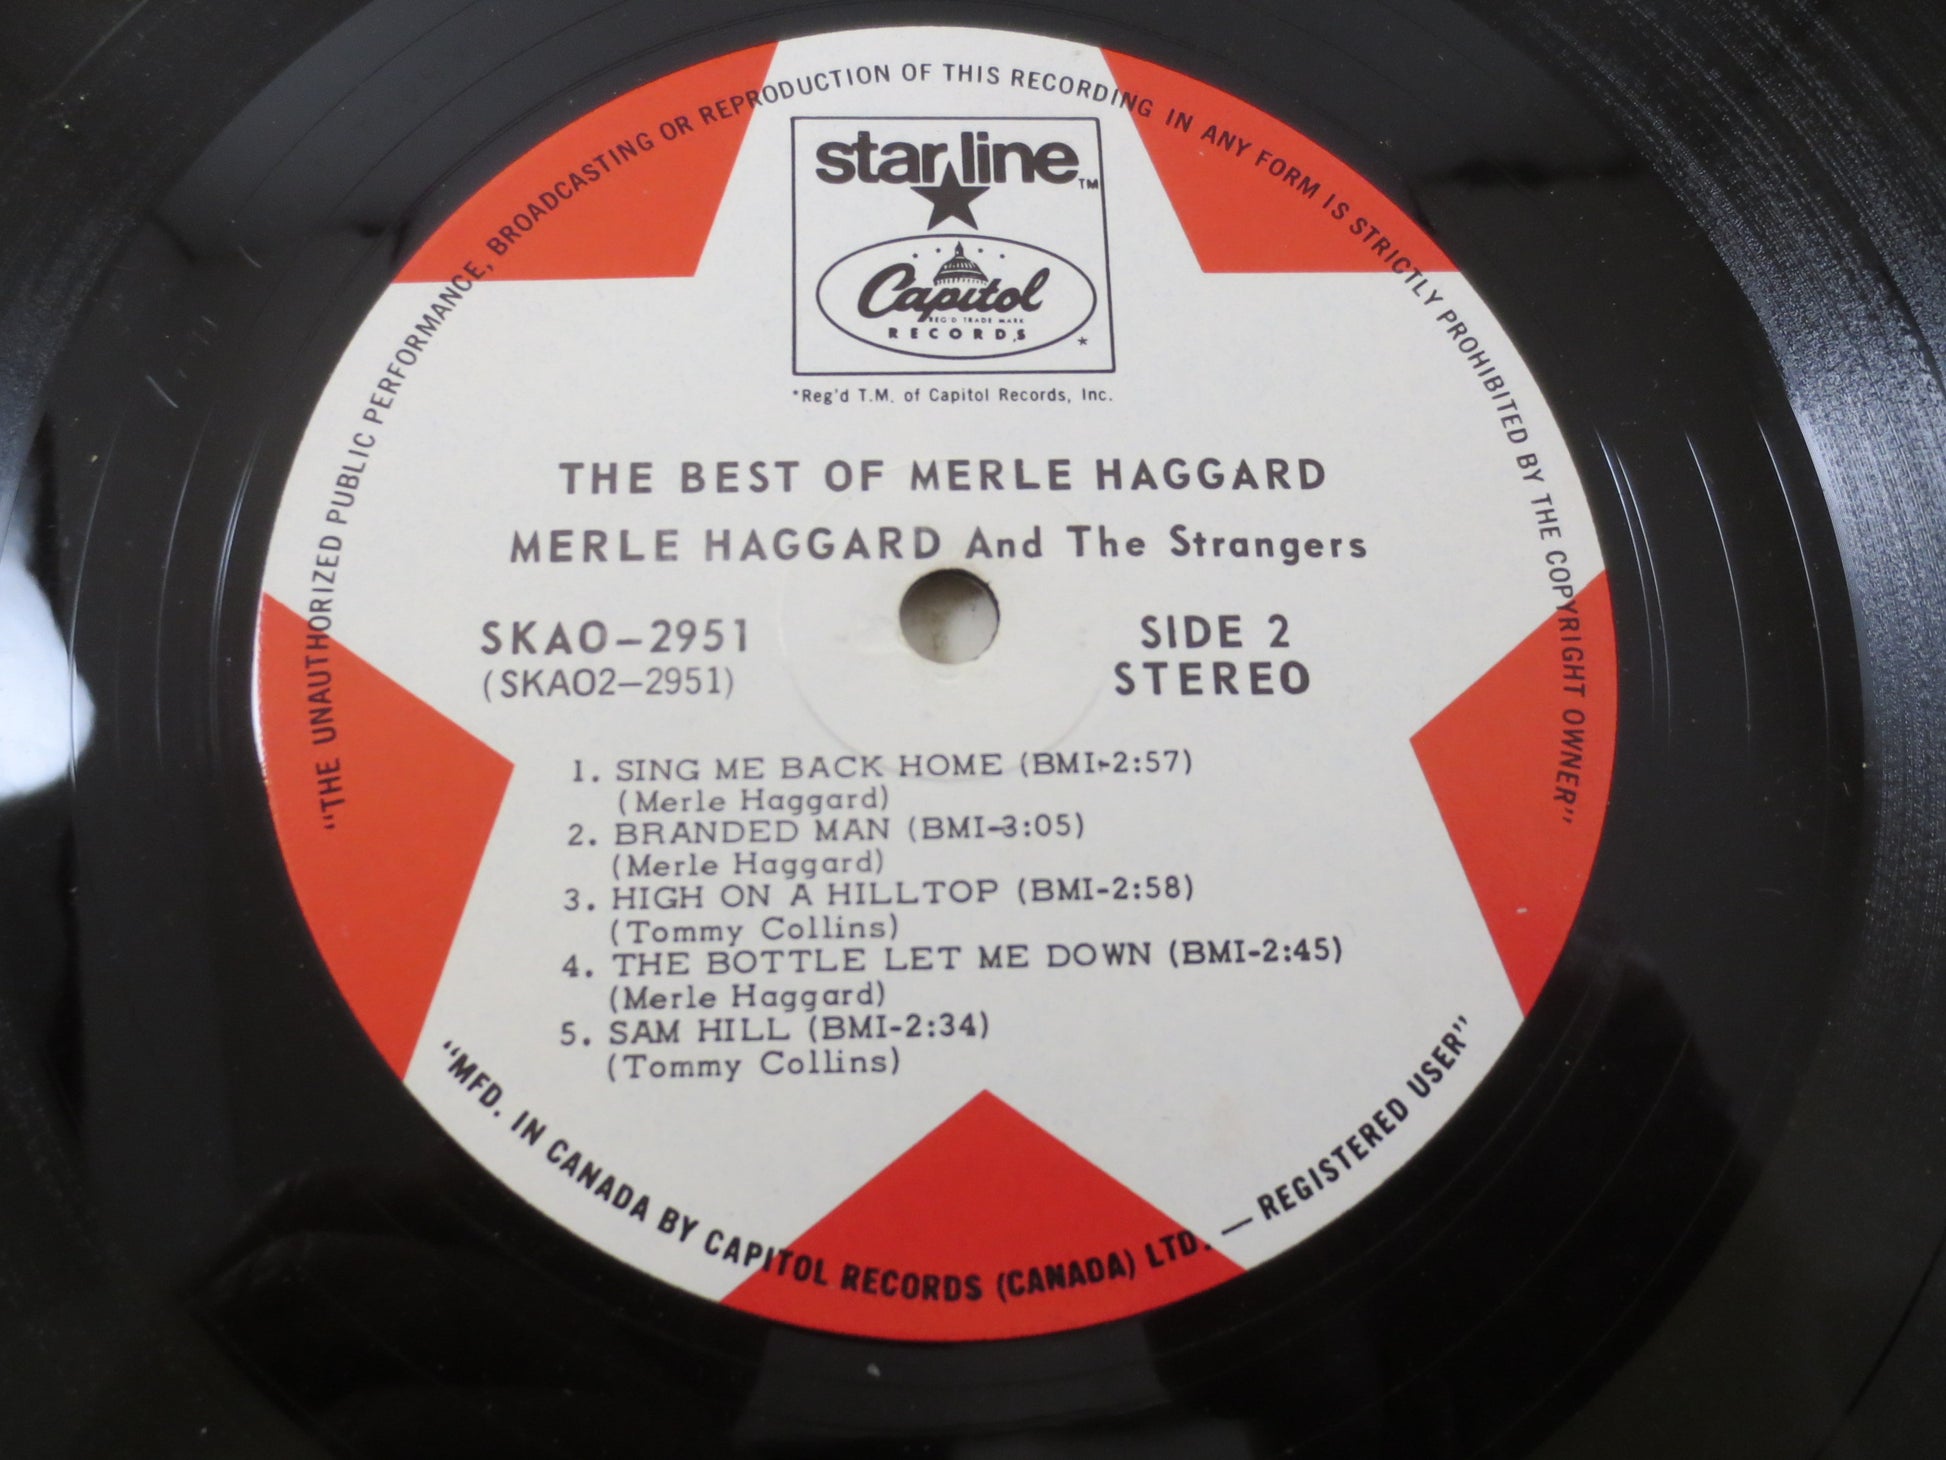 "THE UNAUTHORIZED PUBLIC PERFORMANCE, BROADCASTING OR REPRODUCTION OF THIS RECORDING IN ANY FORM IS STRICTLY PROHIBITED BY THE COPYRIGHT OWNER"
starline™
Capitol
REG'D TRADE MARK
RECORDS
*
*Reg'd T.M. of Capitol Records, Inc.
THE BEST OF MERLE HAGGARD
MERLE HAGGARD And The Strangers
SKAO-2951 SIDE 2
(SKAO2-2951) STEREO
1. SING ME BACK HOME (BMI-2:57)
(Merle Haggard)
2. BRANDED MAN (BMI-3:05)
(Merle Haggard)
3. HIGH ON A HILLTOP (BMI-2:58)
(Tommy Collins)
4. THE BOTTLE LET ME DOWN (BMI-2:45)
(Merle Haggard)
5. SAM HILL (BMI-2:34)
(Tommy Collins)
"MFD. IN CANADA BY CAPITOL RECORDS (CANADA) LTD. — REGISTERED USER"